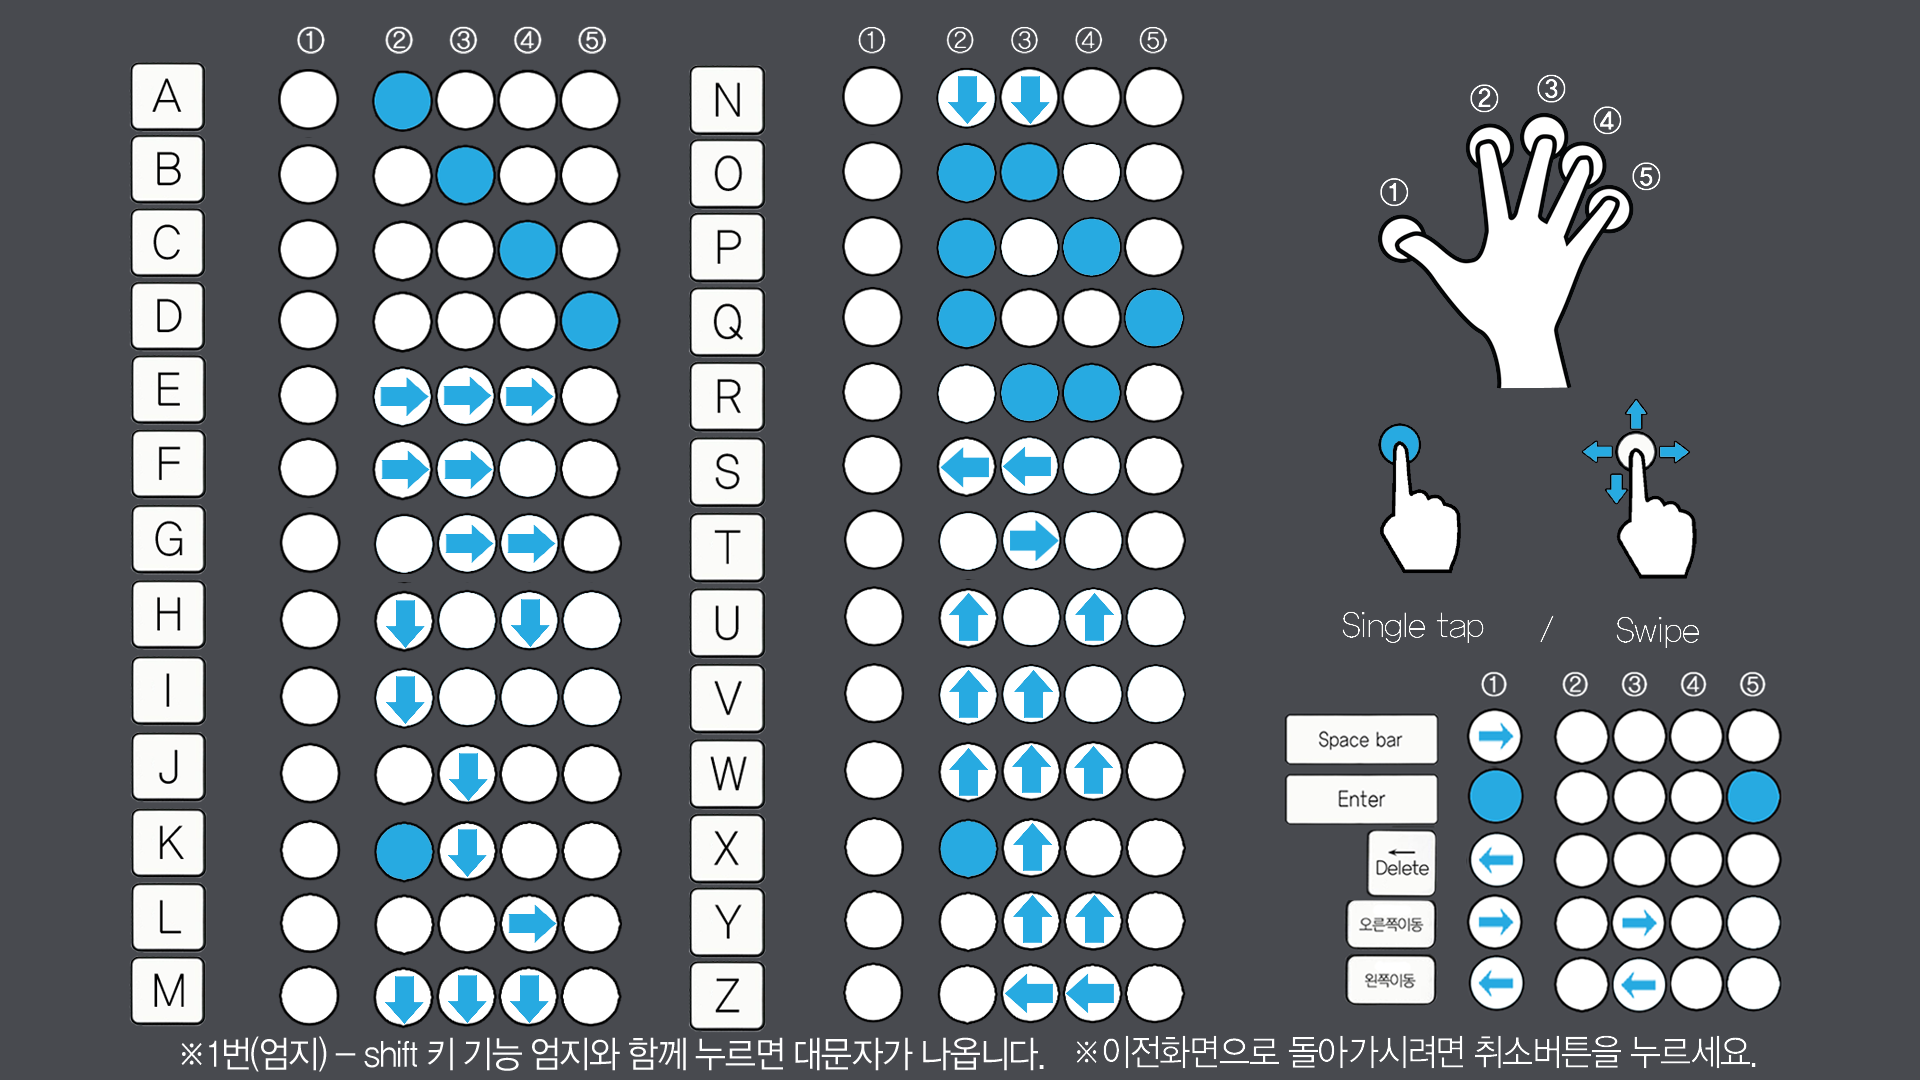 ① ② ③ ④ ⑤
A
B
C
D
E
F
G
H
I
J
K
L
M
① ② ③ ④ ⑤
N
O
P
Q
R
S
T
U
V
W
X
Y
Z
① ② ③ ④ ⑤
Single tap / Swipe
① ② ③ ④ ⑤
Space bar
Enter
← Delete
오른쪽이동
왼쪽이동
※1번(엄지) – shift 키 기능 엄지와 함께 누르면 대문자가 나옵니다.
※이전화면으로 돌아가시려면 취소버튼을 누르세요.